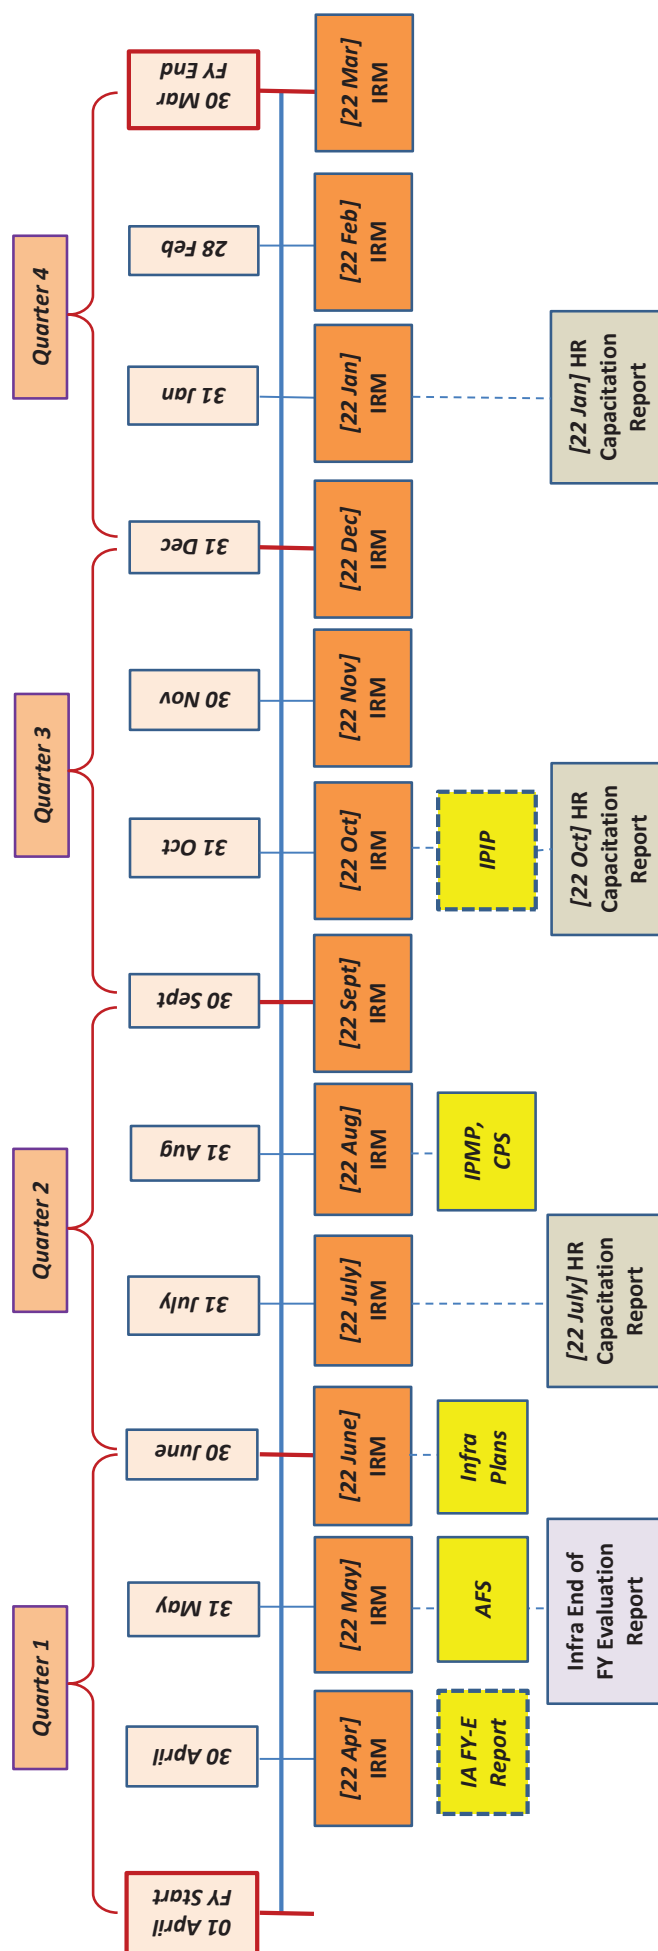 Quarter 1
Quarter 2
Quarter 3
Quarter 4
01 April
FY Start
30 April
31 May
30 June
31 July
31 Aug
30 Sept
31 Oct
30 Nov
31 Dec
31 Jan
28 Feb
30 Mar
FY End
[22 Apr]
IRM
[22 May]
IRM
[22 June]
IRM
[22 July]
IRM
[22 Aug]
IRM
[22 Sept]
IRM
[22 Oct]
IRM
[22 Nov]
IRM
[22 Dec]
IRM
[22 Jan]
IRM
[22 Feb]
IRM
[22 Mar]
IRM
IA FY-E
Report
AFS
Infra
Plans
IPMP,
CPS
IPIP
Infra End of
FY Evaluation
Report
[22 July] HR
Capacitation
Report
[22 Oct] HR
Capacitation
Report
[22 Jan] HR
Capacitation
Report